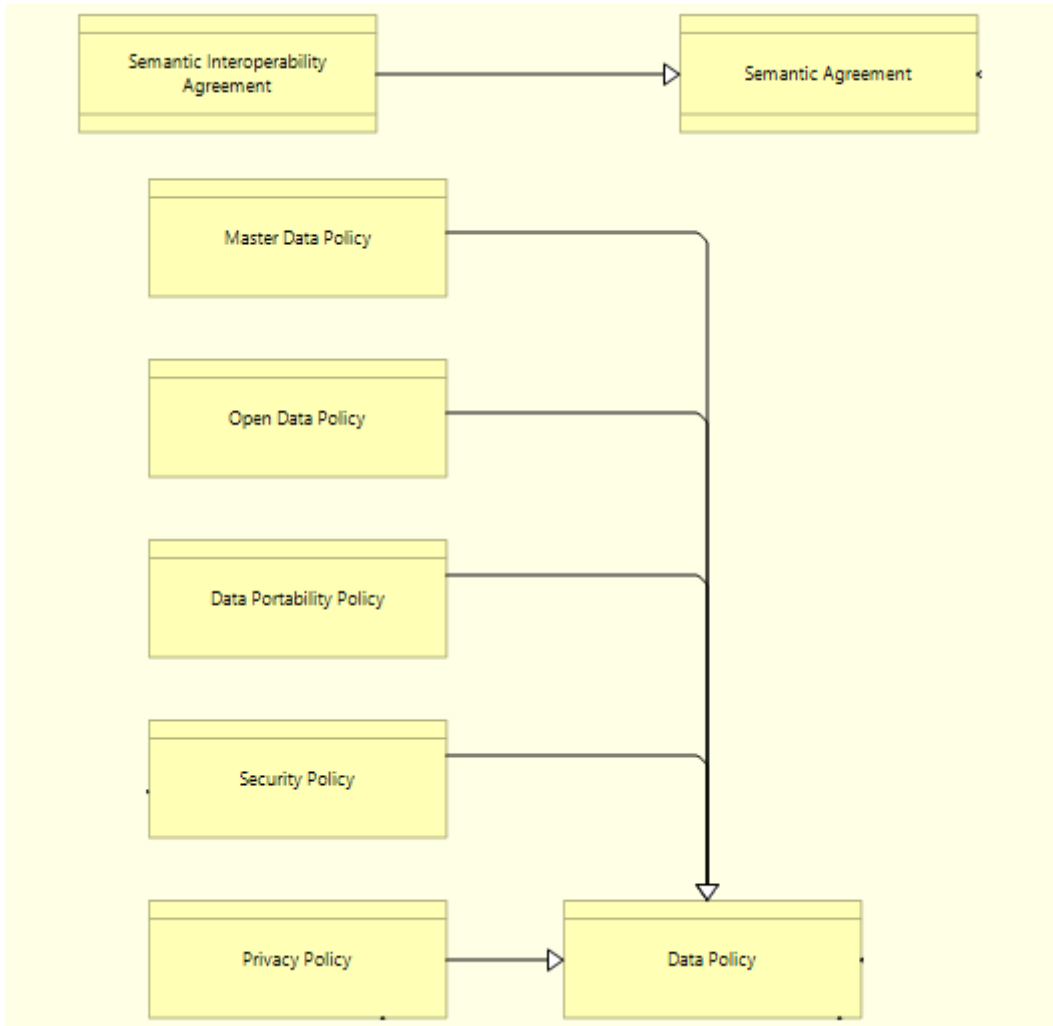 Semantic Interoperability
Agreement
Semantic Agreement
Master Data Policy
Open Data Policy
Data Portability Policy
Security Policy
Privacy Policy
Data Policy